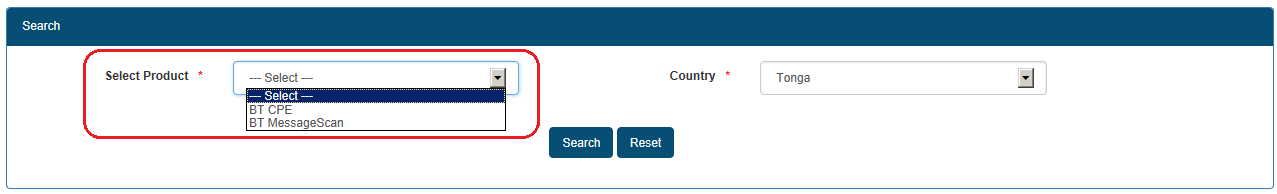 Search
Select Product * --- Select --- Country * Tonga
--- Select ---
BT CPE
BT MessageScan
Search Reset